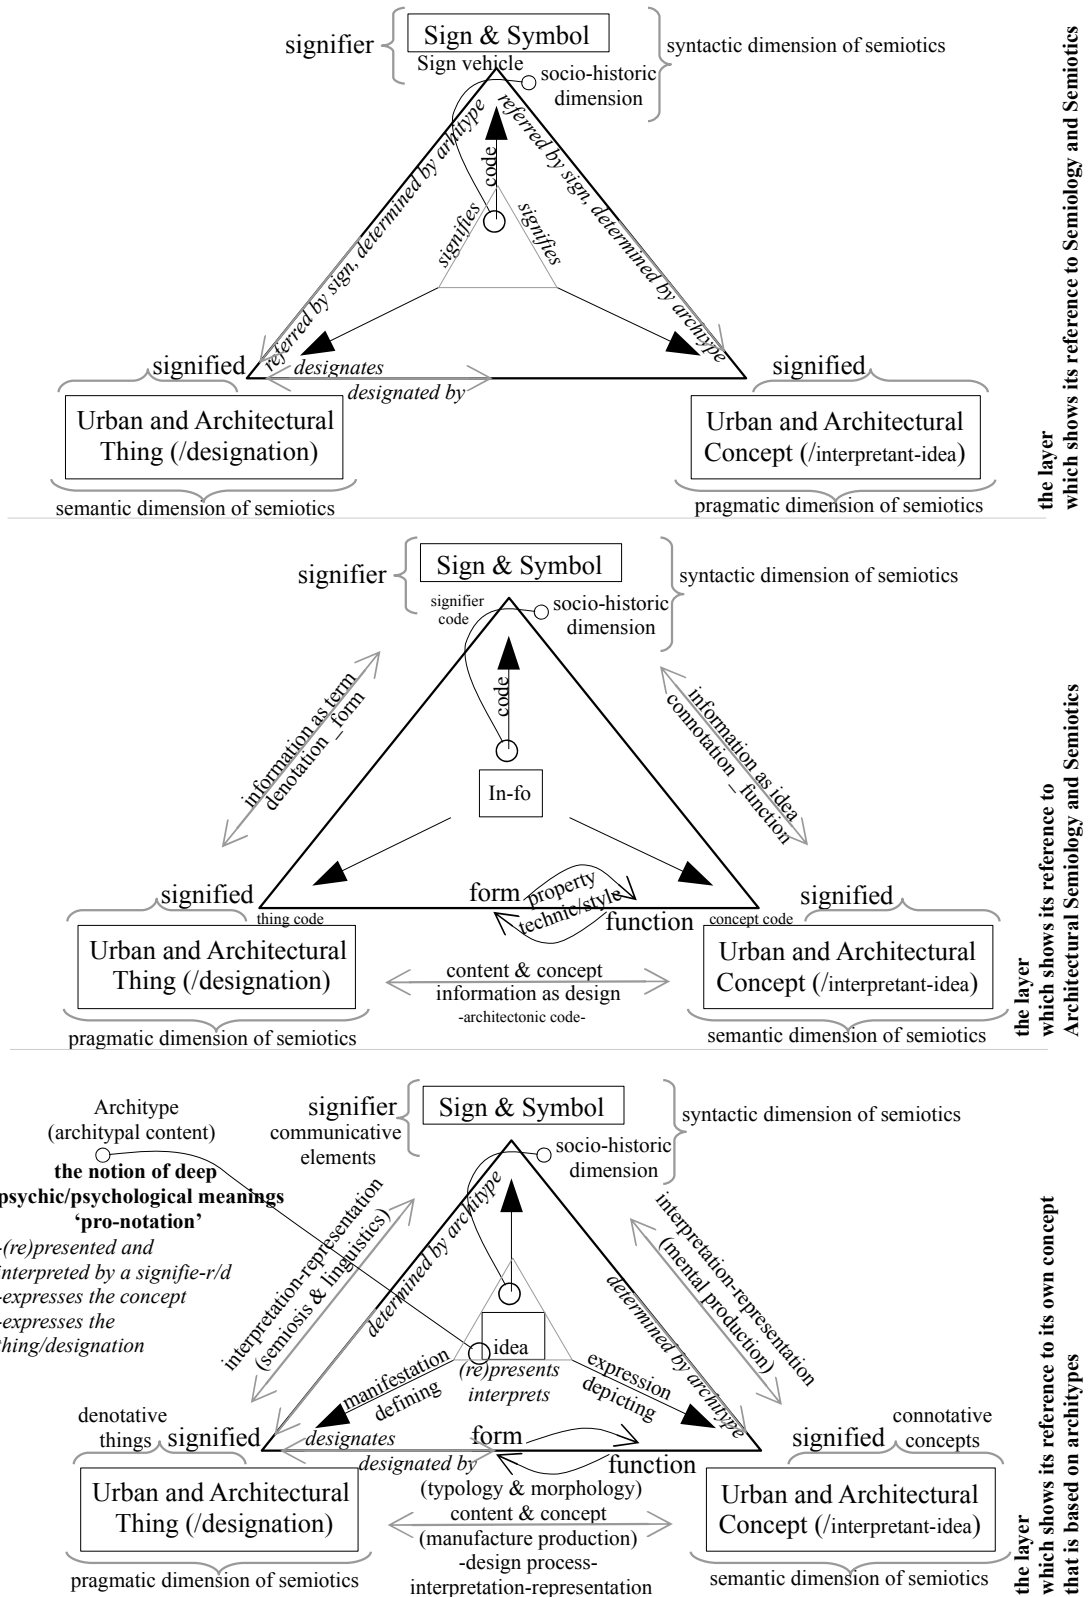 signifier
Sign & Symbol
syntactic dimension of semiotics
Sign vehicle
socio-historic
dimension
referred by sign, determined by arhitype
referred by sign, determined by architype
code
signifies
signifies
signified
designates
designated by
signified
Urban and Architectural
Thing (/designation)
Urban and Architectural
Concept (/interpretant-idea)
semantic dimension of semiotics
pragmatic dimension of semiotics
the layer
which shows its reference to Semiology and Semiotics
signifier
Sign & Symbol
syntactic dimension of semiotics
signifier
code
socio-historic
dimension
code
information as term
denotation_form
information as idea
connotation_function
In-fo
signified
thing code
form
property
technic/style
function
concept code
signified
Urban and Architectural
Thing (/designation)
content & concept
information as design
-architectonic code-
Urban and Architectural
Concept (/interpretant-idea)
pragmatic dimension of semiotics
semantic dimension of semiotics
the layer
which shows its reference to
Architectural Semiology and Semiotics
Architype
(architypal content)
the notion of deep
psychic/psychological meanings
‘pro-notation’
-(re)presented and
interpreted by a signifie-r/d
-expresses the concept
-expresses the
thing/designation
signifier
communicative
elements
Sign & Symbol
syntactic dimension of semiotics
socio-historic
dimension
interpretation-representation
(semiosis & linguistics)
determined by architype
determined by architype
interpretation-representation
(mental production)
idea
(re)presents
interprets
manifestation
defining
expression
depicting
denotative
things
signified
designates
designated by
form
function
signified
connotative
concepts
Urban and Architectural
Thing (/designation)
(typology & morphology)
content & concept
(manufacture production)
-design process-
interpretation-representation
Urban and Architectural
Concept (/interpretant-idea)
pragmatic dimension of semiotics
semantic dimension of semiotics
the layer
which shows its reference to its own concept
that is based on architypes